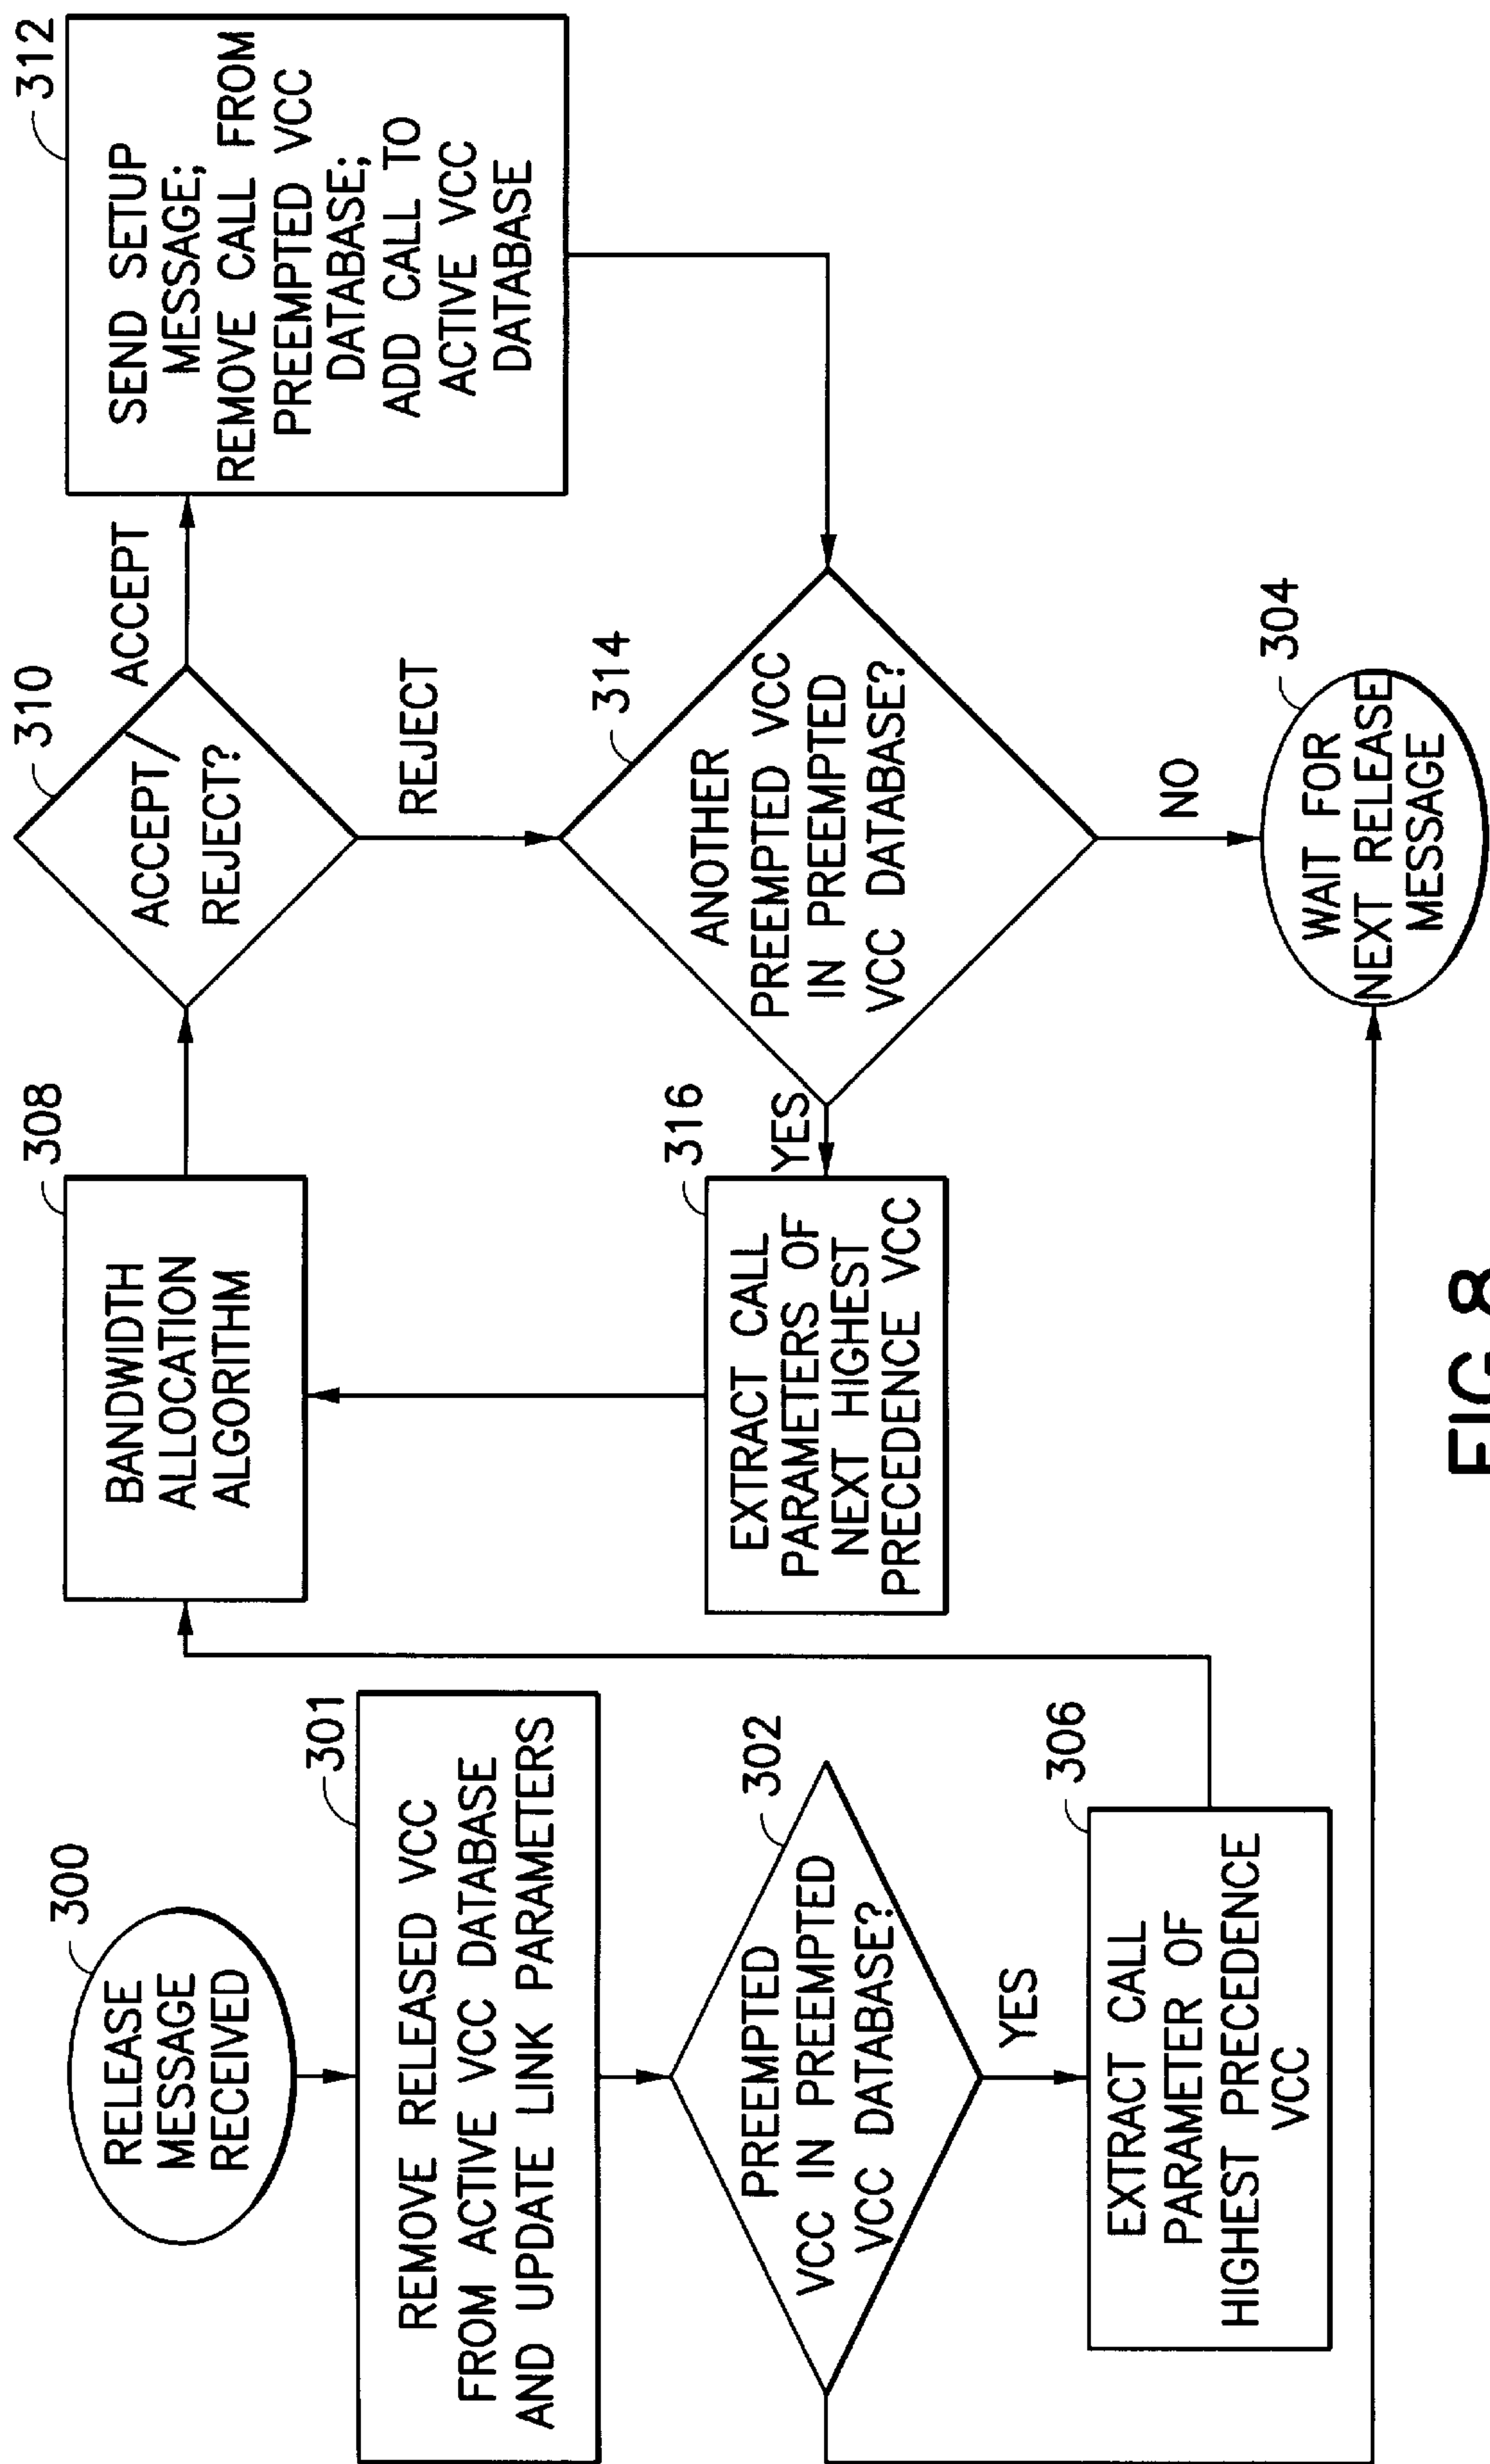 300
RELEASE
MESSAGE
RECEIVED
301
REMOVE RELEASED VCC
FROM ACTIVE VCC DATABASE
AND UPDATE LINK PARAMETERS
302
PREEMPTED
VCC IN PREEMPTED
VCC DATABASE?
YES
306
EXTRACT CALL
PARAMETER OF
HIGHEST PRECEDENCE
VCC
308
BANDWIDTH
ALLOCATION
ALGORITHM
310
ACCEPT/
REJECT?
ACCEPT
312
SEND SETUP
MESSAGE;
REMOVE CALL FROM
PREEMPTED VCC
DATABASE;
ADD CALL TO
ACTIVE VCC
DATABASE
REJECT
314
ANOTHER
PREEMPTED VCC
IN PREEMPTED
VCC DATABASE?
YES
316
EXTRACT CALL
PARAMETERS OF
NEXT HIGHEST
PRECEDENCE VCC
NO
304
WAIT FOR
NEXT RELEASE
MESSAGE
FIG.8